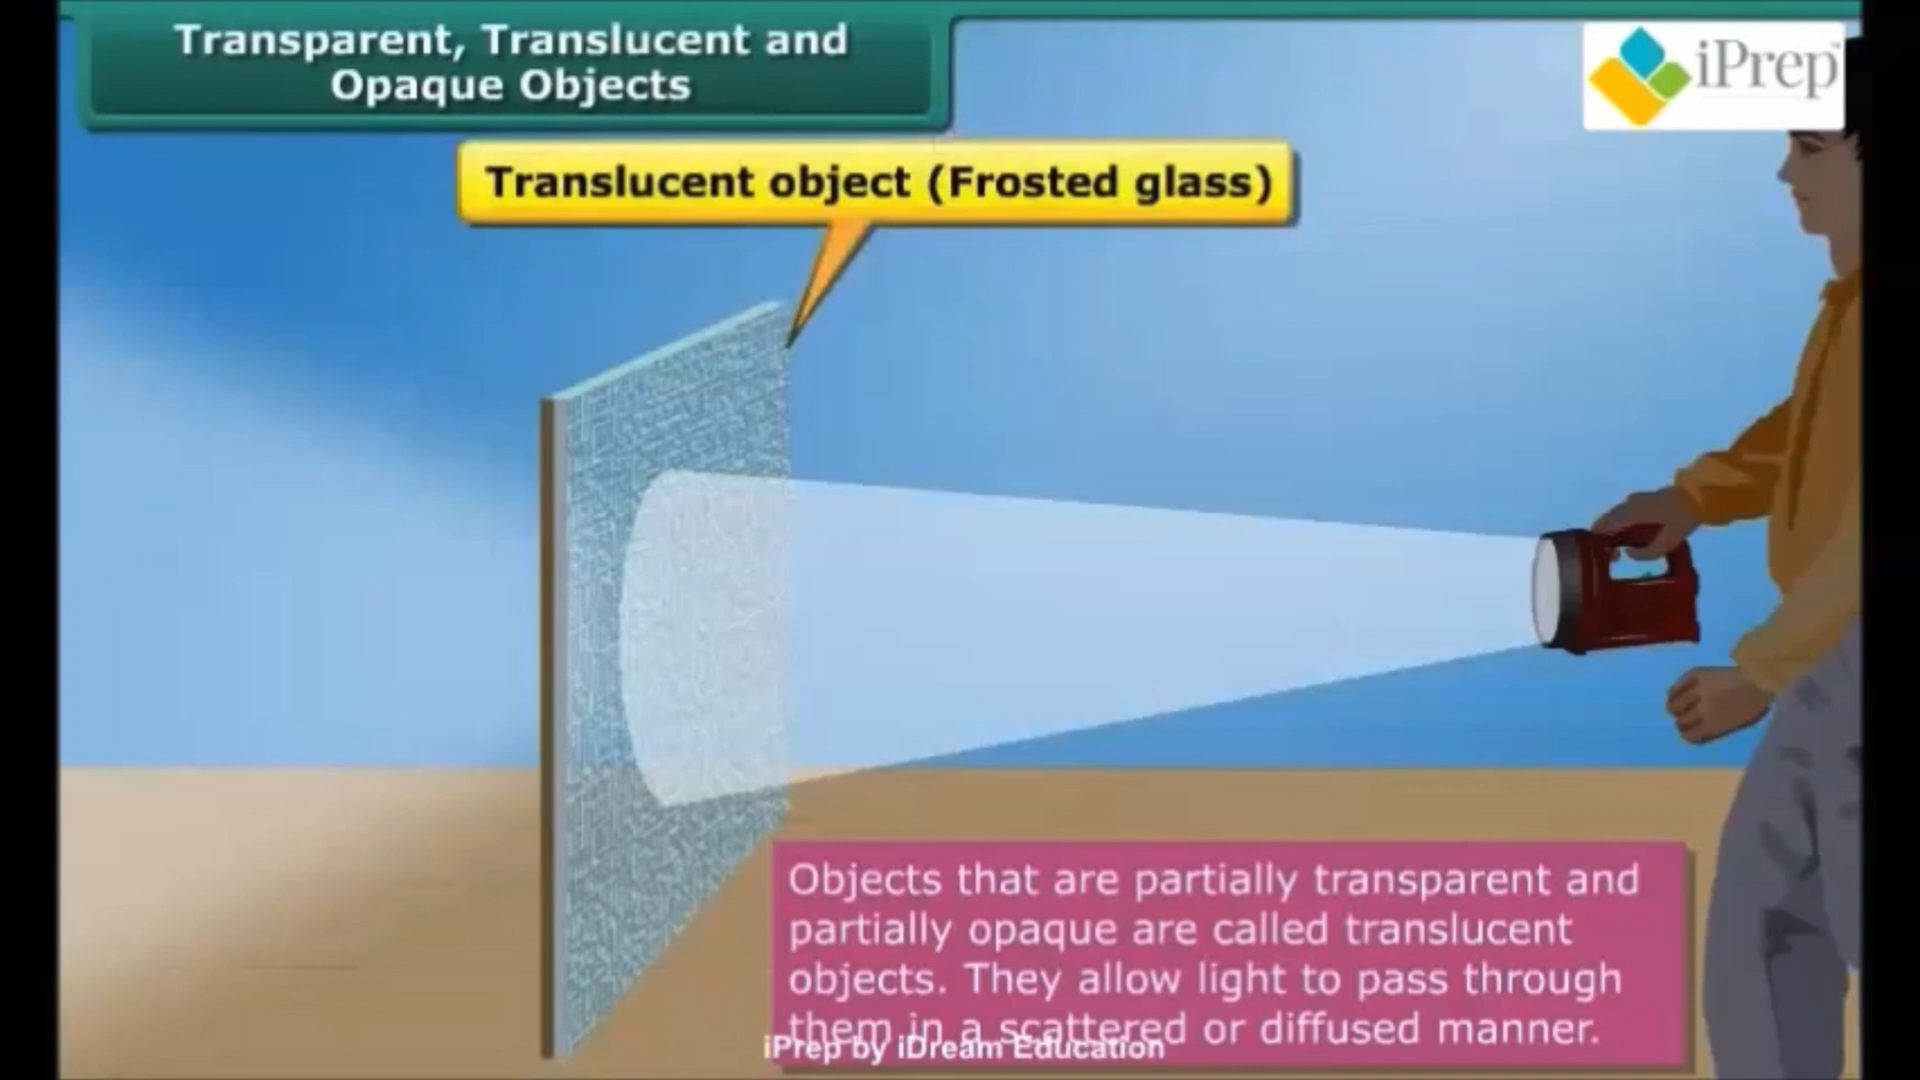 Transparent, Translucent and
Opaque Objects
iPrep
Translucent object (Frosted glass)
Objects that are partially transparent and
partially opaque are called translucent
objects. They allow light to pass through
them in a scattered or diffused manner.
iPrep by iDream Education